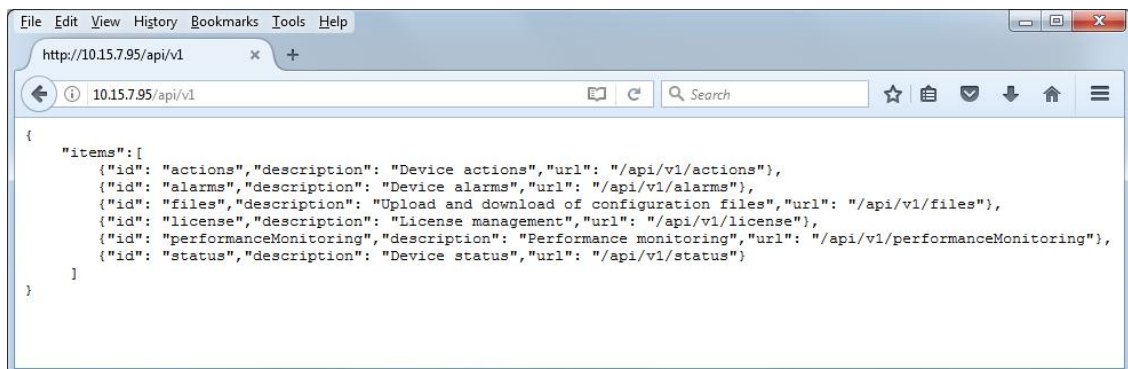 File Edit View History Bookmarks Tools Help
http://10.15.7.95/api/v1
10.15.7.95/api/v1 Search
{
"items":[
{"id": "actions","description": "Device actions","url": "/api/v1/actions"},
{"id": "alarms","description": "Device alarms","url": "/api/v1/alarms"},
{"id": "files","description": "Upload and download of configuration files","url": "/api/v1/files"},
{"id": "license","description": "License management","url": "/api/v1/license"},
{"id": "performanceMonitoring","description": "Performance monitoring","url": "/api/v1/performanceMonitoring"},
{"id": "status","description": "Device status","url": "/api/v1/status"}
]
}